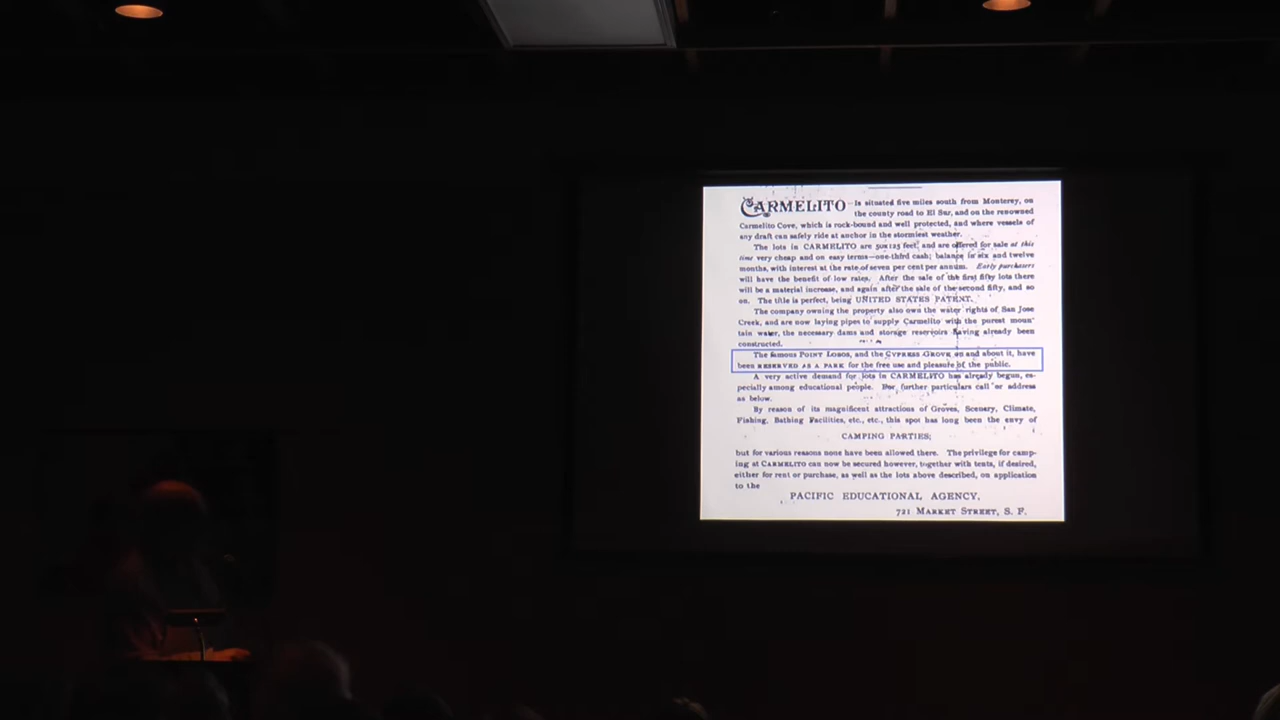 CARMELITO is situated five miles south from Monterey, on
the county road to El Sur, and on the renowned
Carmelito Cove, which is rock-bound and well protected, and where vessels of
any draft can safely ride at anchor in the stormiest weather.
The lots in CARMELITO are 50x125 feet, and are offered for sale at this
time very cheap and on easy terms—one-third cash; balance in six and twelve
months, with interest at the rate of seven per cent per annum. Early purchasers
will have the benefit of low rates. After the sale of the first fifty lots there
will be a material increase, and again after the sale of the second fifty, and so
on. The title is perfect, being UNITED STATES PATENT.
The company owning the property also own the water rights of San Jose
Creek, and are now laying pipes to supply Carmelito with the purest moun-
tain water, the necessary dams and storage reservoirs having already been
constructed.
The famous POINT LOBOS, and the CYPRESS GROVE on and about it, have
been RESERVED AS A PARK for the free use and pleasure of the public.
A very active demand for lots in CARMELITO has already begun, es-
pecially among educational people. For further particulars call or address
as below.
By reason of its magnificent attractions of Groves, Scenery, Climate,
Fishing, Bathing Facilities, etc., etc., this spot has long been the envy of
CAMPING PARTIES;
but for various reasons none have been allowed there. The privilege for camp-
ing at CARMELITO can now be secured however, together with tents, if desired,
either for rent or purchase, as well as the lots above described, on application
to the
PACIFIC EDUCATIONAL AGENCY,
721 MARKET STREET, S. F.